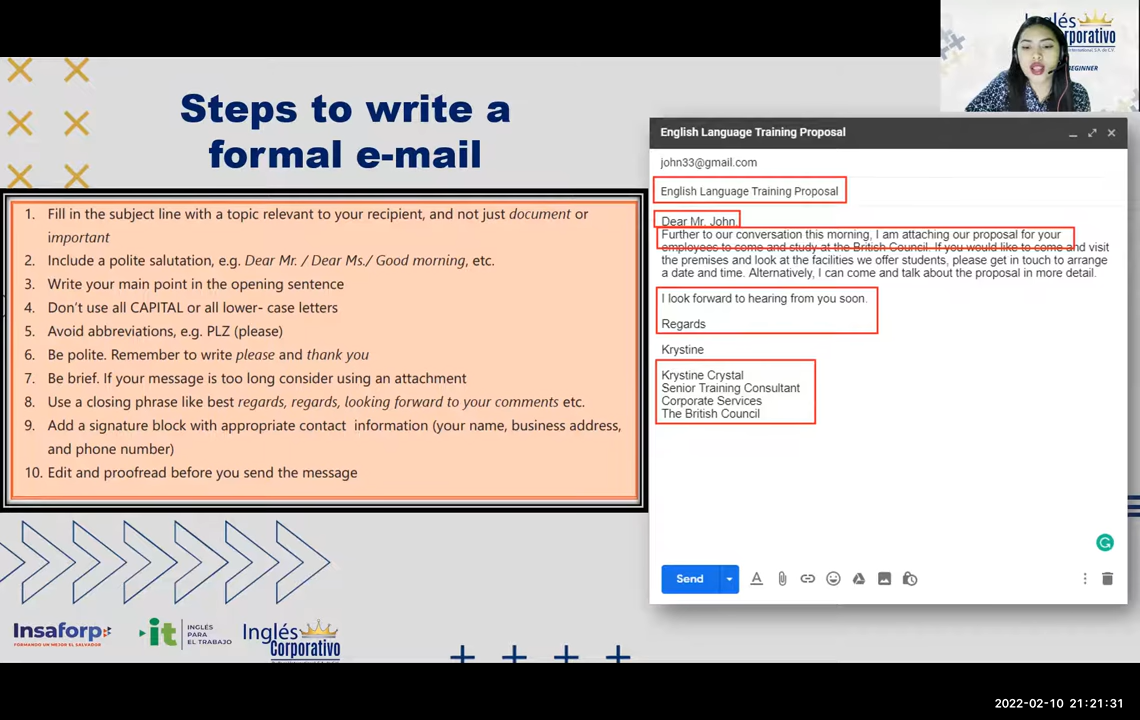 Inglés
Corporativo
BEGINNER
Steps to write a
formal e-mail
1. Fill in the subject line with a topic relevant to your recipient, and not just document or
important
2. Include a polite salutation, e.g. Dear Mr. / Dear Ms./ Good morning, etc.
3. Write your main point in the opening sentence
4. Don't use all CAPITAL or all lower- case letters
5. Avoid abbreviations, e.g. PLZ (please)
6. Be polite. Remember to write please and thank you
7. Be brief. If your message is too long consider using an attachment
8. Use a closing phrase like best regards, regards, looking forward to your comments etc.
9. Add a signature block with appropriate contact information (your name, business address,
and phone number)
10. Edit and proofread before you send the message
English Language Training Proposal
john33@gmail.com
English Language Training Proposal
Dear Mr. John,
Further to our conversation this morning, I am attaching our proposal for your
employees to come and study at the British Council. If you would like to come and visit
the premises and look at the facilities we offer students, please get in touch to arrange
a date and time. Alternatively, I can come and talk about the proposal in more detail.
I look forward to hearing from you soon.
Regards
Krystine
Krystine Crystal
Senior Training Consultant
Corporate Services
The British Council
Send
Insaforp
FORMANDO UN MEJOR EL SALVADOR
it
INGLÉS
PARA
EL TRABAJO
Inglés
Corporativo
2022-02-10 21:21:31